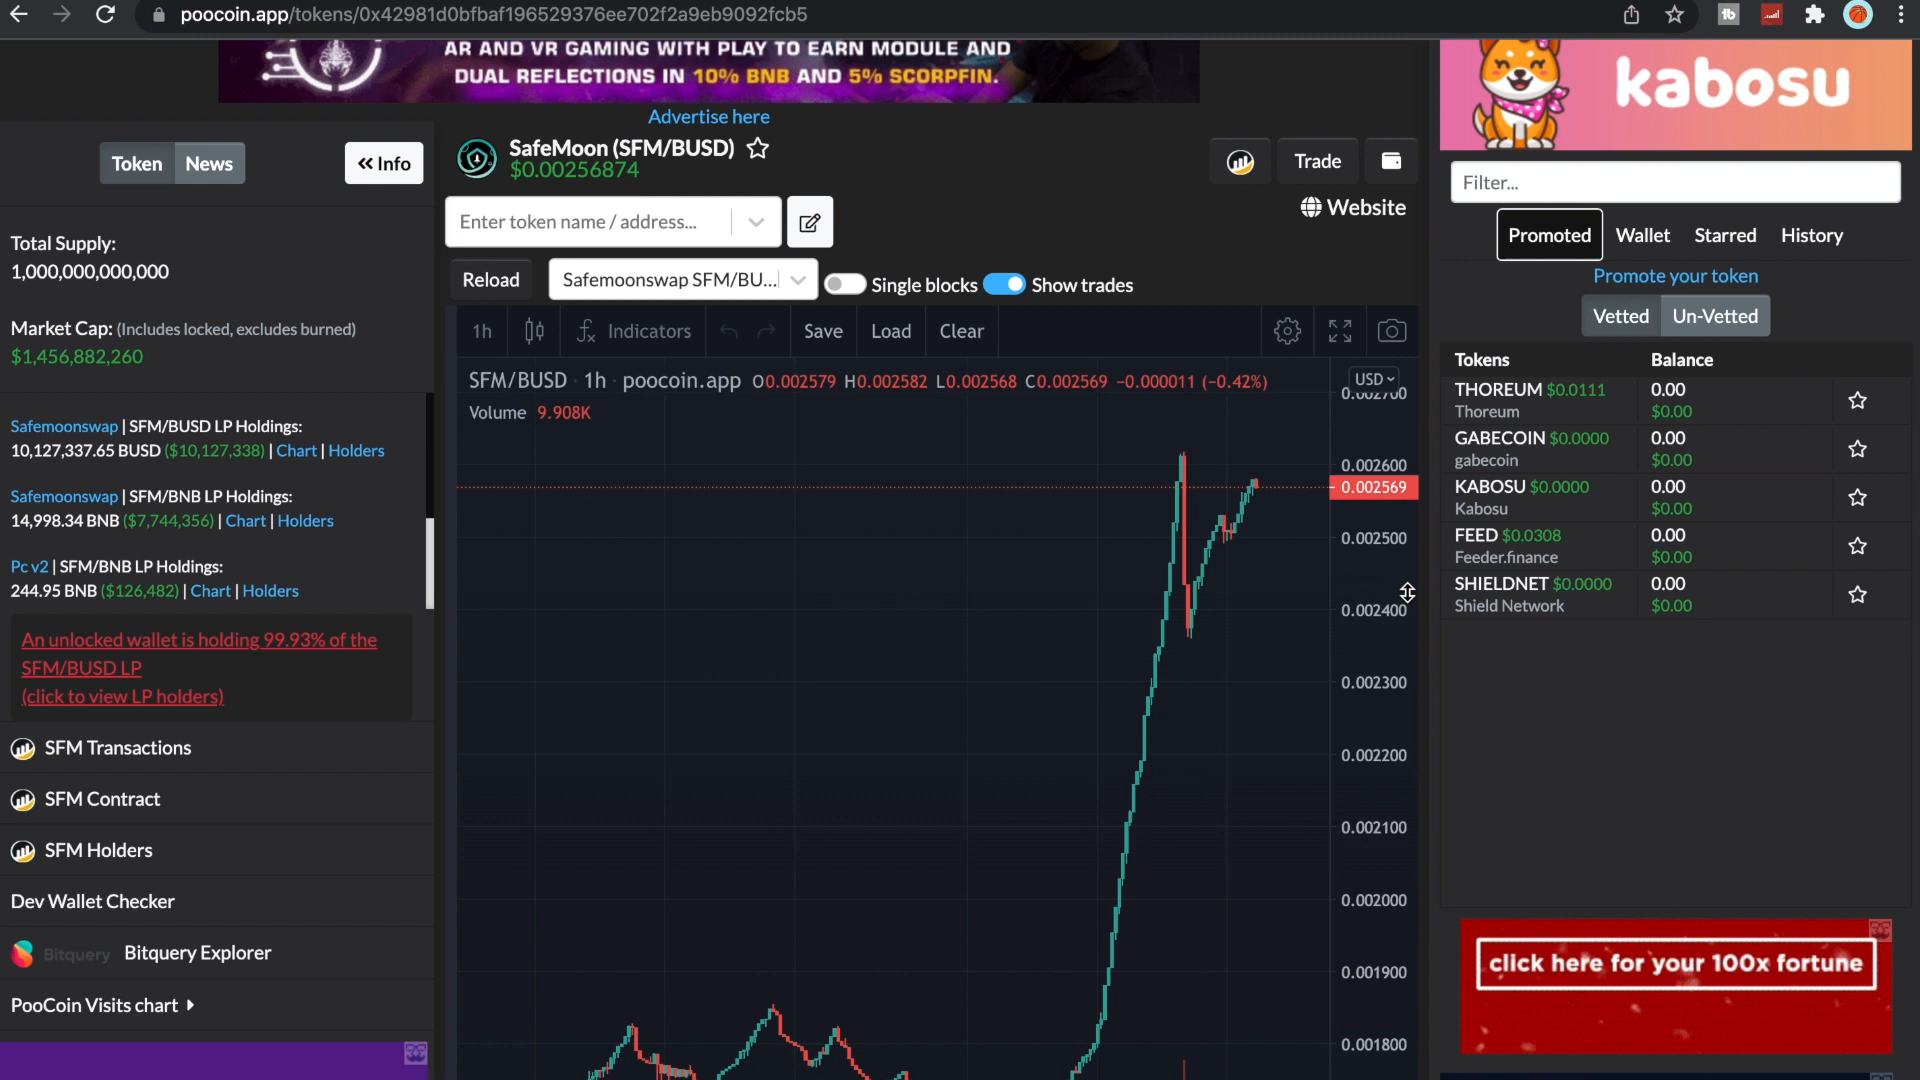 poocoin.app/tokens/0x42981d0bfbaf196529376ee702f2a9eb9092fcb5
tb
AR AND VR GAMING WITH PLAY TO EARN MODULE AND
DUAL REFLECTIONS IN 10% BNB AND 5% SCORPFIN.
Advertise here
kabosu
Token
News
« Info
SafeMoon (SFM/BUSD)
$0.00256874
Trade
Website
Enter token name / address...
Reload
Safemoonswap SFM/BU...
Single blocks
Show trades
Total Supply:
1,000,000,000,000
Market Cap: (Includes locked, excludes burned)
$1,456,882,260
Safemoonswap | SFM/BUSD LP Holdings:
10,127,337.65 BUSD ($10,127,338) | Chart | Holders
Safemoonswap | SFM/BNB LP Holdings:
14,998.34 BNB ($7,744,356) | Chart | Holders
Pc v2 | SFM/BNB LP Holdings:
244.95 BNB ($126,482) | Chart | Holders
An unlocked wallet is holding 99.93% of the
SFM/BUSD LP
(click to view LP holders)
SFM Transactions
SFM Contract
SFM Holders
Dev Wallet Checker
Bitquery Bitquery Explorer
PooCoin Visits chart
1h
Indicators
Save
Load
Clear
SFM/BUSD · 1h · poocoin.app O0.002579 H0.002582 L0.002568 C0.002569 −0.000011 (−0.42%)
Volume 9.908K
USD
0.002700
0.002600
0.002569
0.002500
0.002400
0.002300
0.002200
0.002100
0.002000
0.001900
0.001800
Filter...
Promoted
Wallet
Starred
History
Promote your token
Vetted
Un-Vetted
Tokens Balance
THOREUM $0.0111 0.00
Thoreum $0.00
GABECOIN $0.0000 0.00
gabecoin $0.00
KABOSU $0.0000 0.00
Kabosu $0.00
FEED $0.0308 0.00
Feeder.finance $0.00
SHIELDNET $0.0000 0.00
Shield Network $0.00
click here for your 100x fortune